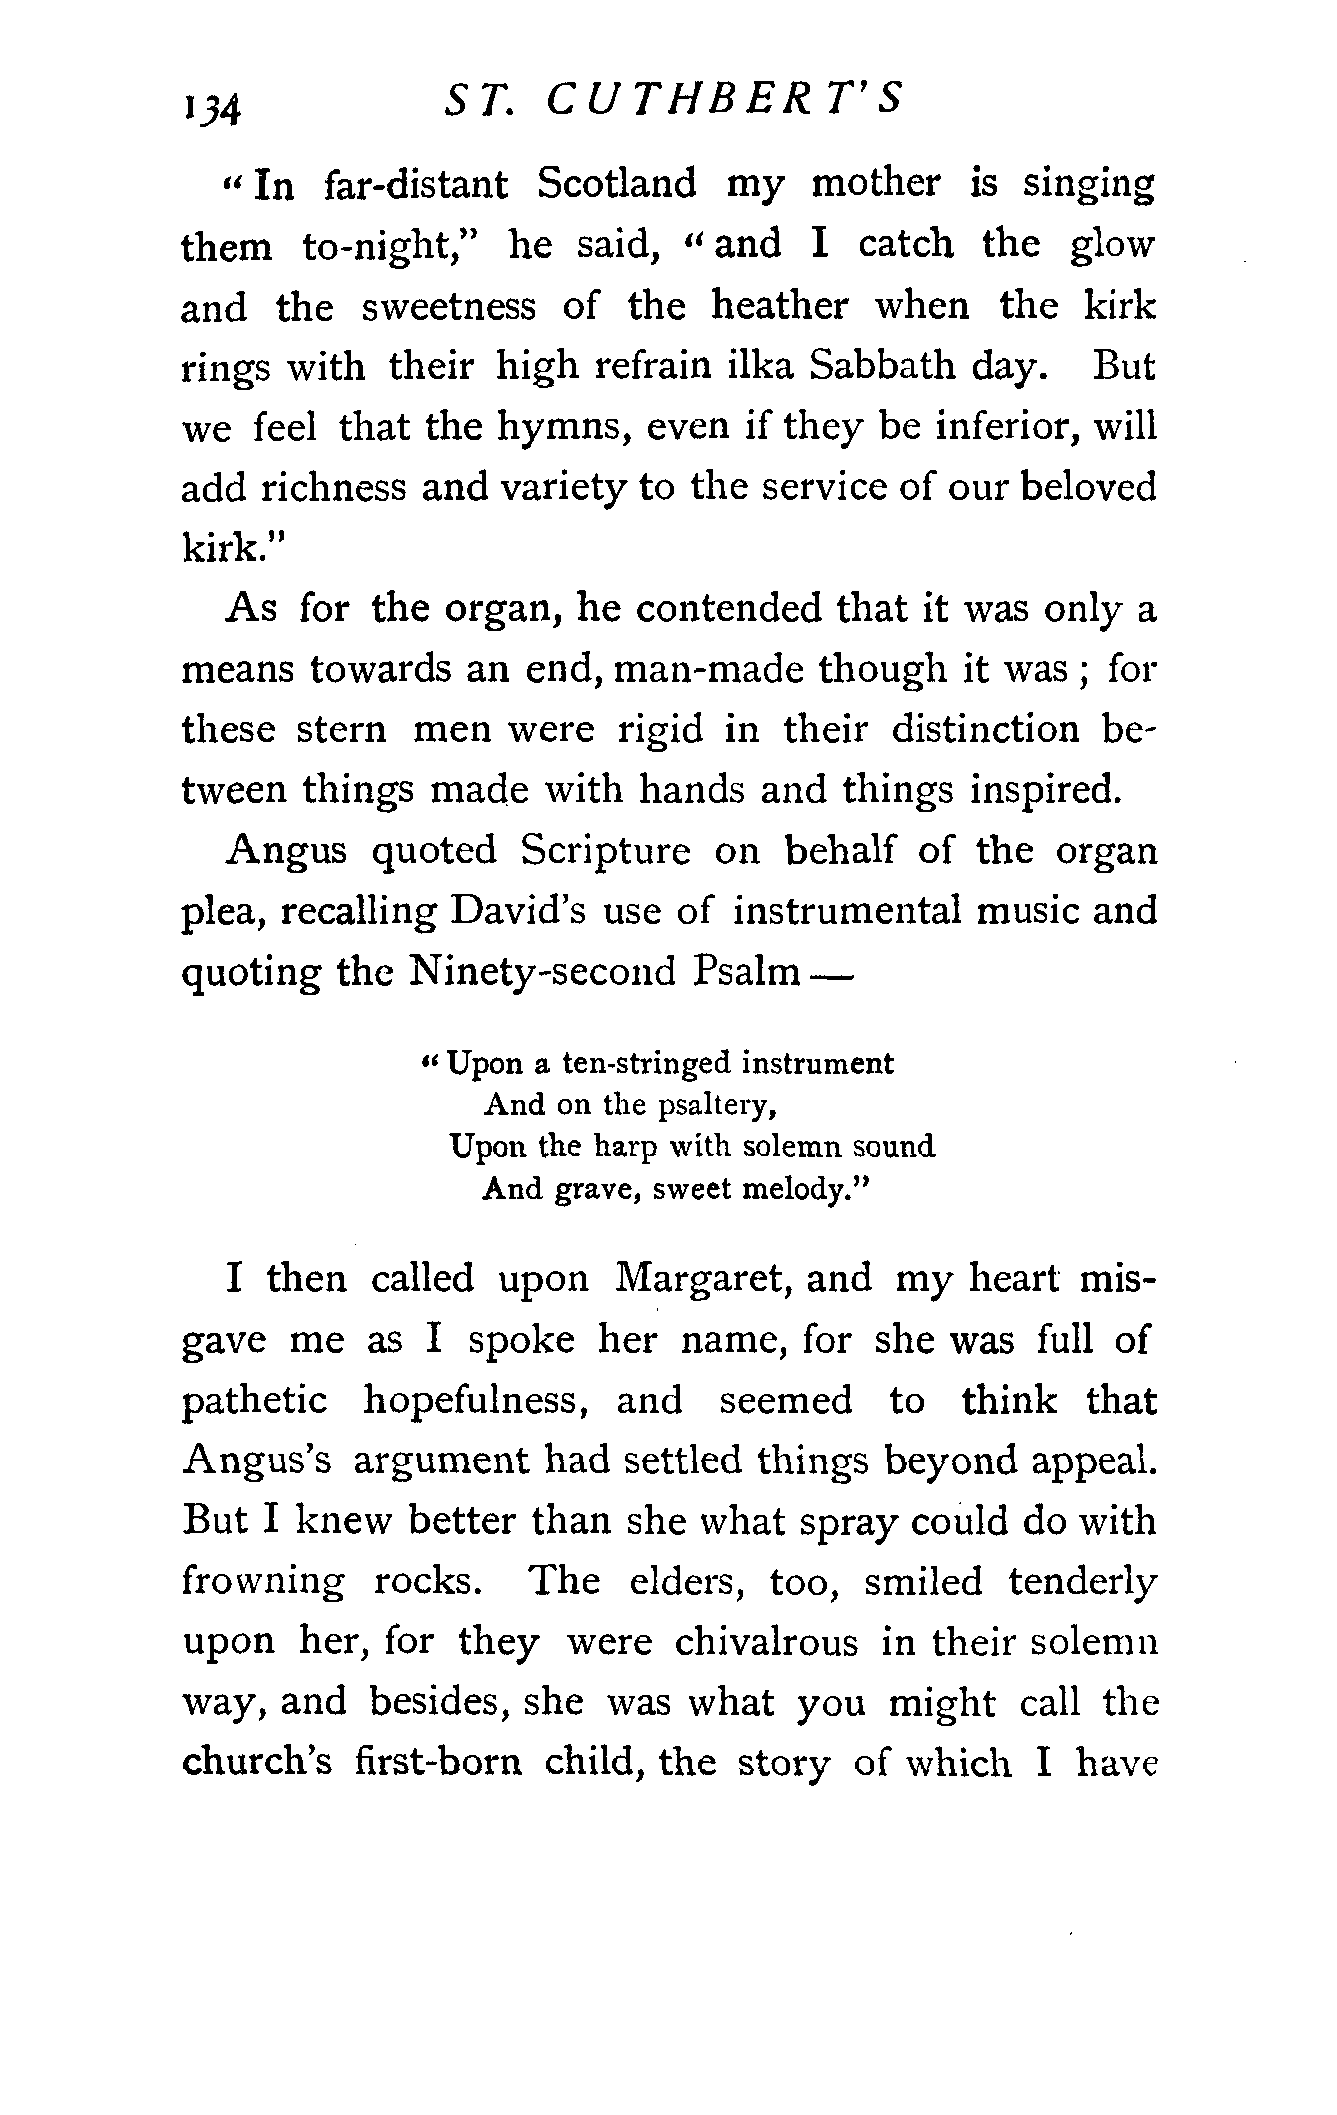 134 ST. CUTHBERT'S
"In far-distant Scotland my mother is singing
them to-night," he said, "and I catch the glow
and the sweetness of the heather when the kirk
rings with their high refrain ilka Sabbath day. But
we feel that the hymns, even if they be inferior, will
add richness and variety to the service of our beloved
kirk."
As for the organ, he contended that it was only a
means towards an end, man-made though it was ; for
these stern men were rigid in their distinction be-
tween things made with hands and things inspired.
Angus quoted Scripture on behalf of the organ
plea, recalling David's use of instrumental music and
quoting the Ninety-second Psalm —
"Upon a ten-stringed instrument
And on the psaltery,
Upon the harp with solemn sound
And grave, sweet melody."
I then called upon Margaret, and my heart mis-
gave me as I spoke her name, for she was full of
pathetic hopefulness, and seemed to think that
Angus's argument had settled things beyond appeal.
But I knew better than she what spray could do with
frowning rocks. The elders, too, smiled tenderly
upon her, for they were chivalrous in their solemn
way, and besides, she was what you might call the
church's first-born child, the story of which I have